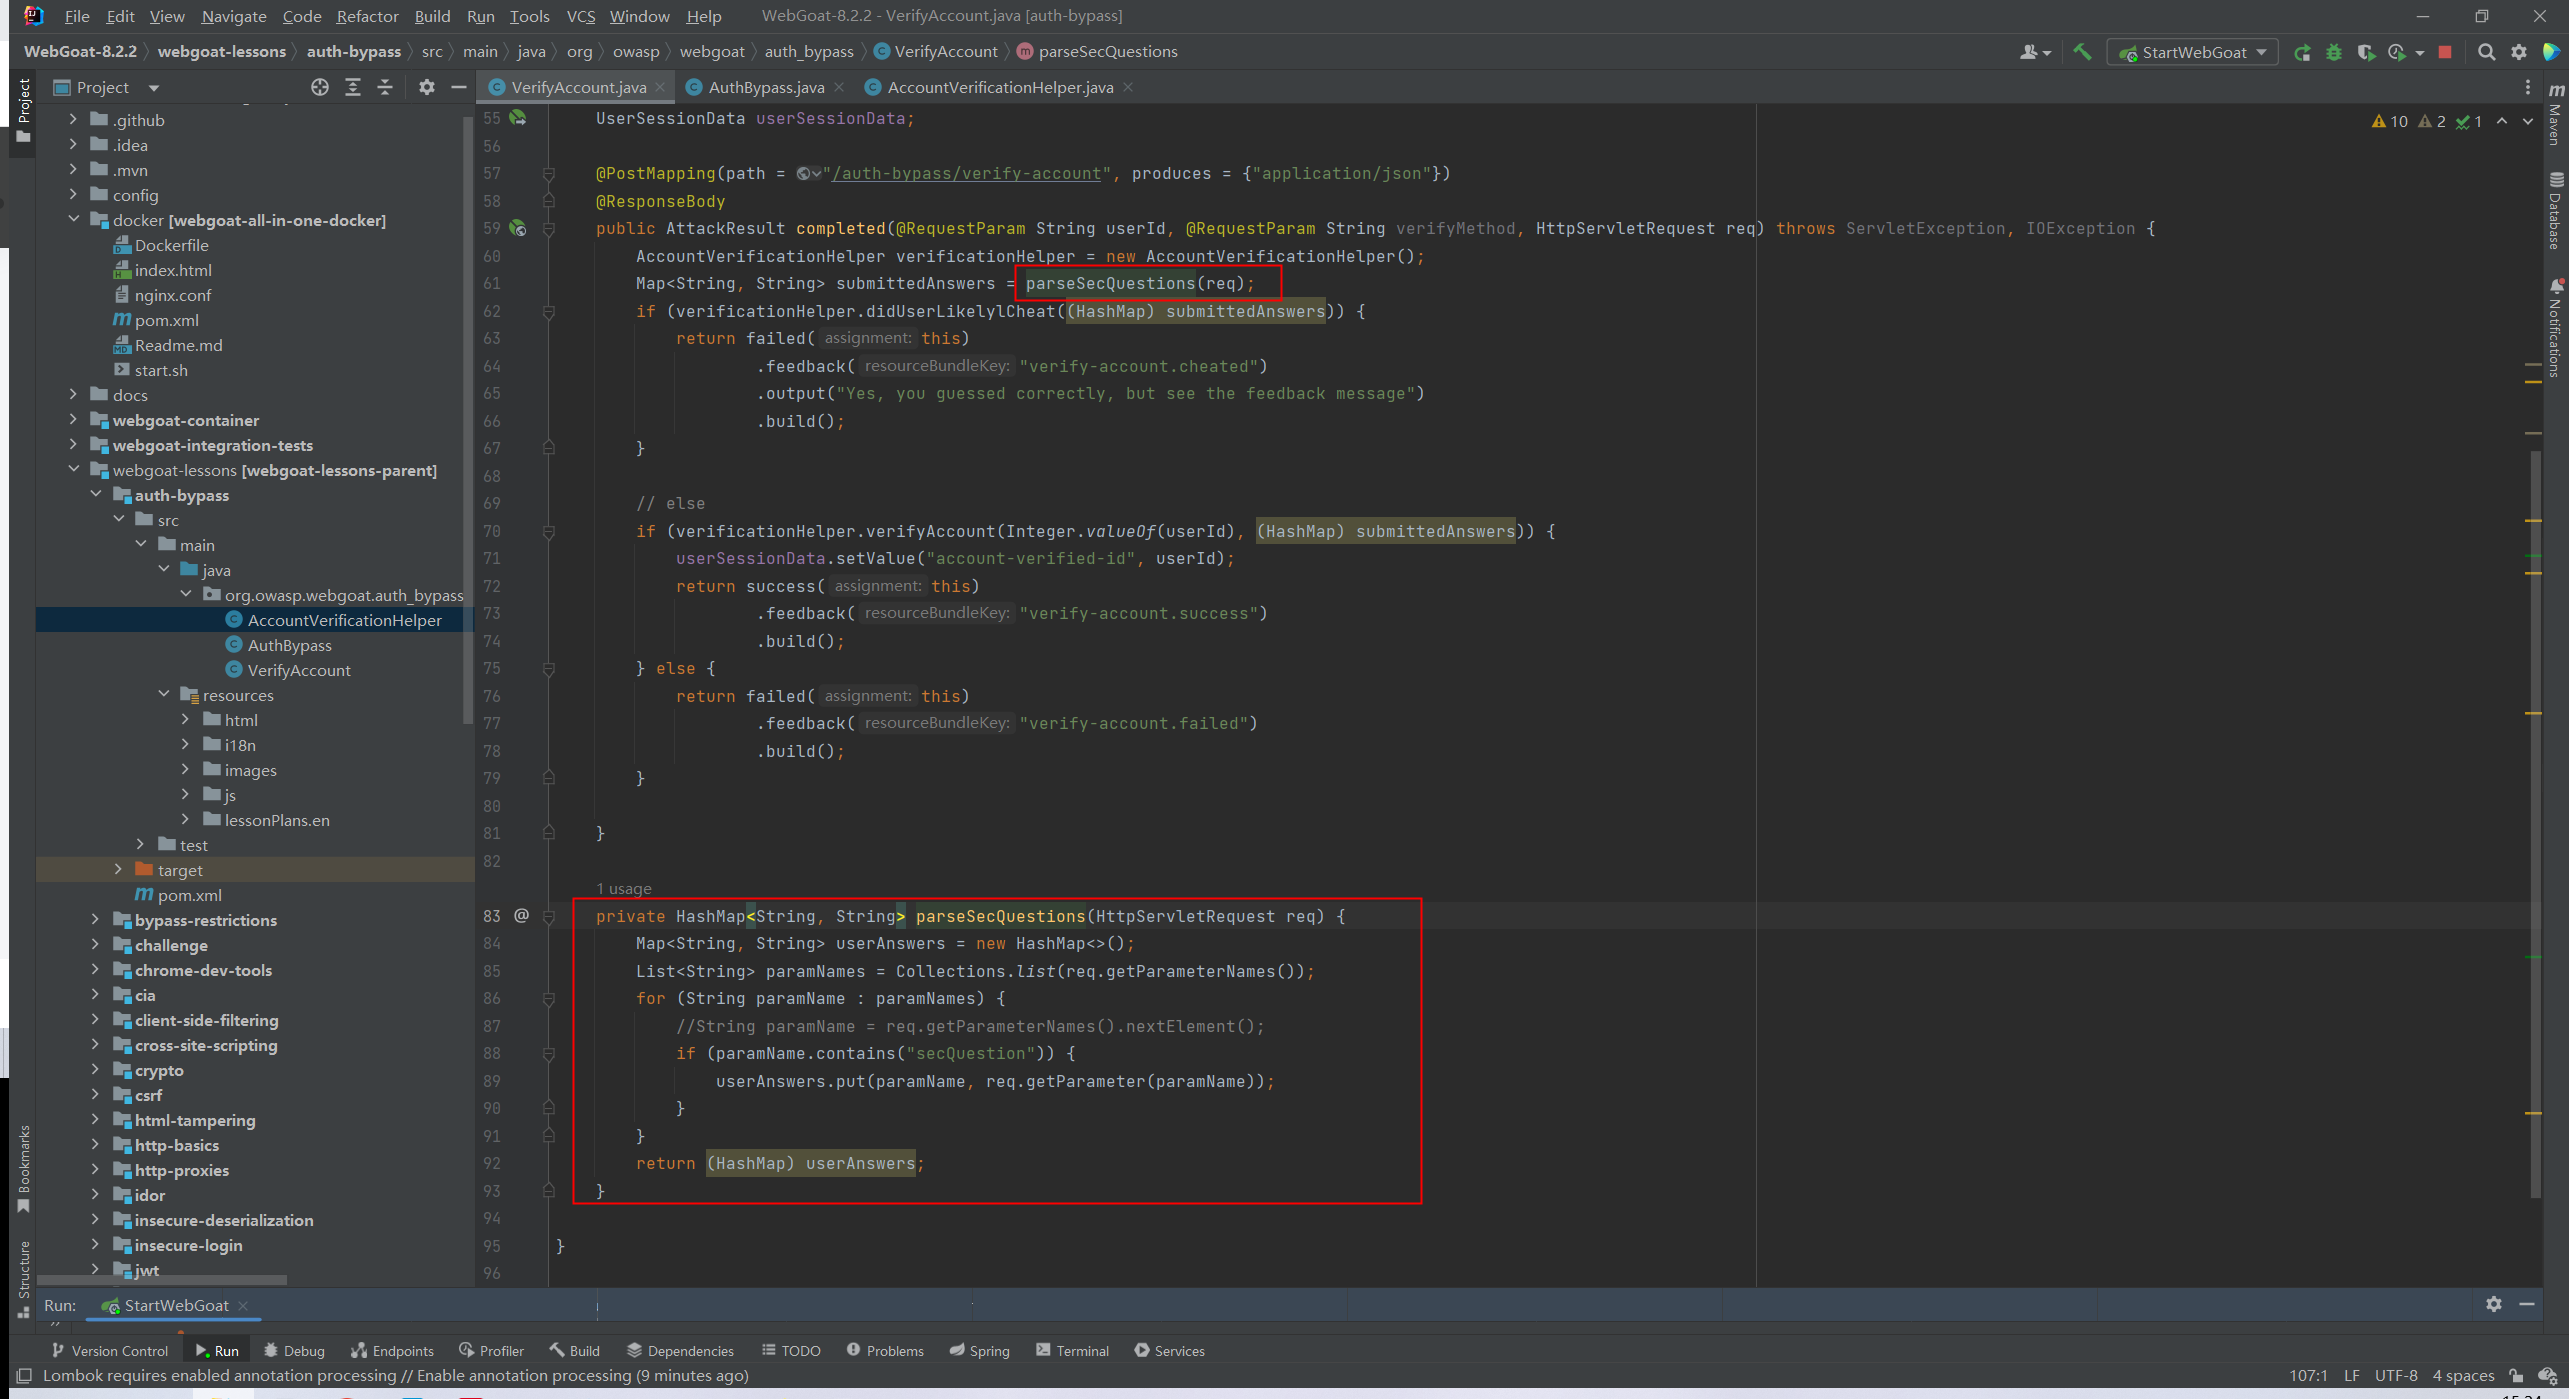 File Edit View Navigate Code Refactor Build Run Tools VCS Window Help WebGoat-8.2.2 - VerifyAccount.java [auth-bypass]
WebGoat-8.2.2 webgoat-lessons auth-bypass src main java org owasp webgoat auth_bypass VerifyAccount parseSecQuestions StartWebGoat
Project
Project
VerifyAccount.java AuthBypass.java AccountVerificationHelper.java
.github
.idea
.mvn
config
docker [webgoat-all-in-one-docker]
Dockerfile
index.html
nginx.conf
pom.xml
Readme.md
start.sh
docs
webgoat-container
webgoat-integration-tests
webgoat-lessons [webgoat-lessons-parent]
auth-bypass
src
main
java
org.owasp.webgoat.auth_bypass
AccountVerificationHelper
AuthBypass
VerifyAccount
resources
html
i18n
images
js
lessonPlans.en
test
target
pom.xml
bypass-restrictions
challenge
chrome-dev-tools
cia
client-side-filtering
cross-site-scripting
crypto
csrf
html-tampering
http-basics
http-proxies
idor
insecure-deserialization
insecure-login
jwt
Bookmarks
Structure
10 2 1
55 UserSessionData userSessionData;
56
57 @PostMapping(path = "/auth-bypass/verify-account", produces = {"application/json"})
58 @ResponseBody
59 public AttackResult completed(@RequestParam String userId, @RequestParam String verifyMethod, HttpServletRequest req) throws ServletException, IOException {
60 AccountVerificationHelper verificationHelper = new AccountVerificationHelper();
61 Map<String, String> submittedAnswers = parseSecQuestions(req);
62 if (verificationHelper.didUserLikelylCheat((HashMap) submittedAnswers)) {
63 return failed( assignment: this)
64 .feedback( resourceBundleKey: "verify-account.cheated")
65 .output("Yes, you guessed correctly, but see the feedback message")
66 .build();
67 }
68
69 // else
70 if (verificationHelper.verifyAccount(Integer.valueOf(userId), (HashMap) submittedAnswers)) {
71 userSessionData.setValue("account-verified-id", userId);
72 return success( assignment: this)
73 .feedback( resourceBundleKey: "verify-account.success")
74 .build();
75 } else {
76 return failed( assignment: this)
77 .feedback( resourceBundleKey: "verify-account.failed")
78 .build();
79 }
80
81 }
82
1 usage
83 @ private HashMap<String, String> parseSecQuestions(HttpServletRequest req) {
84 Map<String, String> userAnswers = new HashMap<>();
85 List<String> paramNames = Collections.list(req.getParameterNames());
86 for (String paramName : paramNames) {
87 //String paramName = req.getParameterNames().nextElement();
88 if (paramName.contains("secQuestion")) {
89 userAnswers.put(paramName, req.getParameter(paramName));
90 }
91 }
92 return (HashMap) userAnswers;
93 }
94
95 }
96
Maven
Database
Notifications
Run: StartWebGoat
Version Control Run Debug Endpoints Profiler Build Dependencies TODO Problems Spring Terminal Services
Lombok requires enabled annotation processing // Enable annotation processing (9 minutes ago) 107:1 LF UTF-8 4 spaces